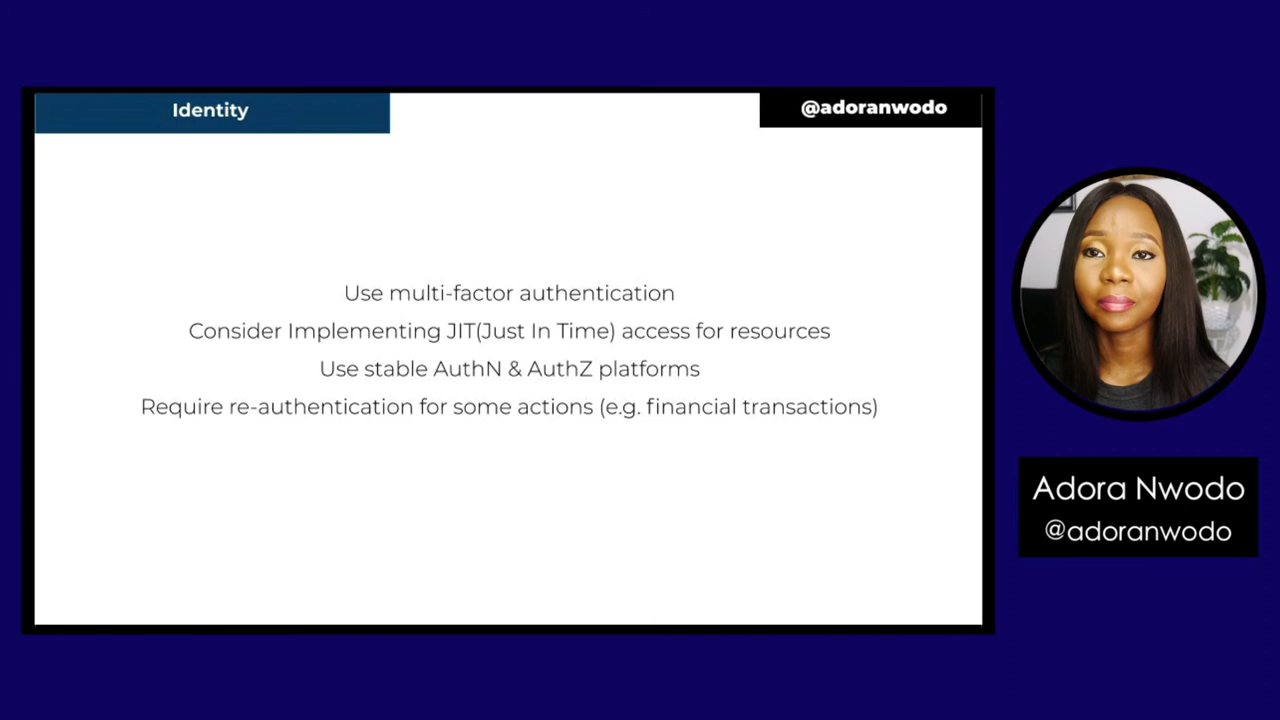 Identity
@adoranwodo
Use multi-factor authentication
Consider Implementing JIT(Just In Time) access for resources
Use stable AuthN & AuthZ platforms
Require re-authentication for some actions (e.g. financial transactions)
Adora Nwodo
@adoranwodo